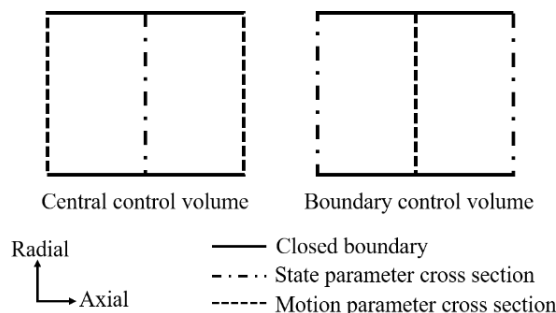 Central control volume
Boundary control volume
Radial
Axial
Closed boundary
State parameter cross section
Motion parameter cross section